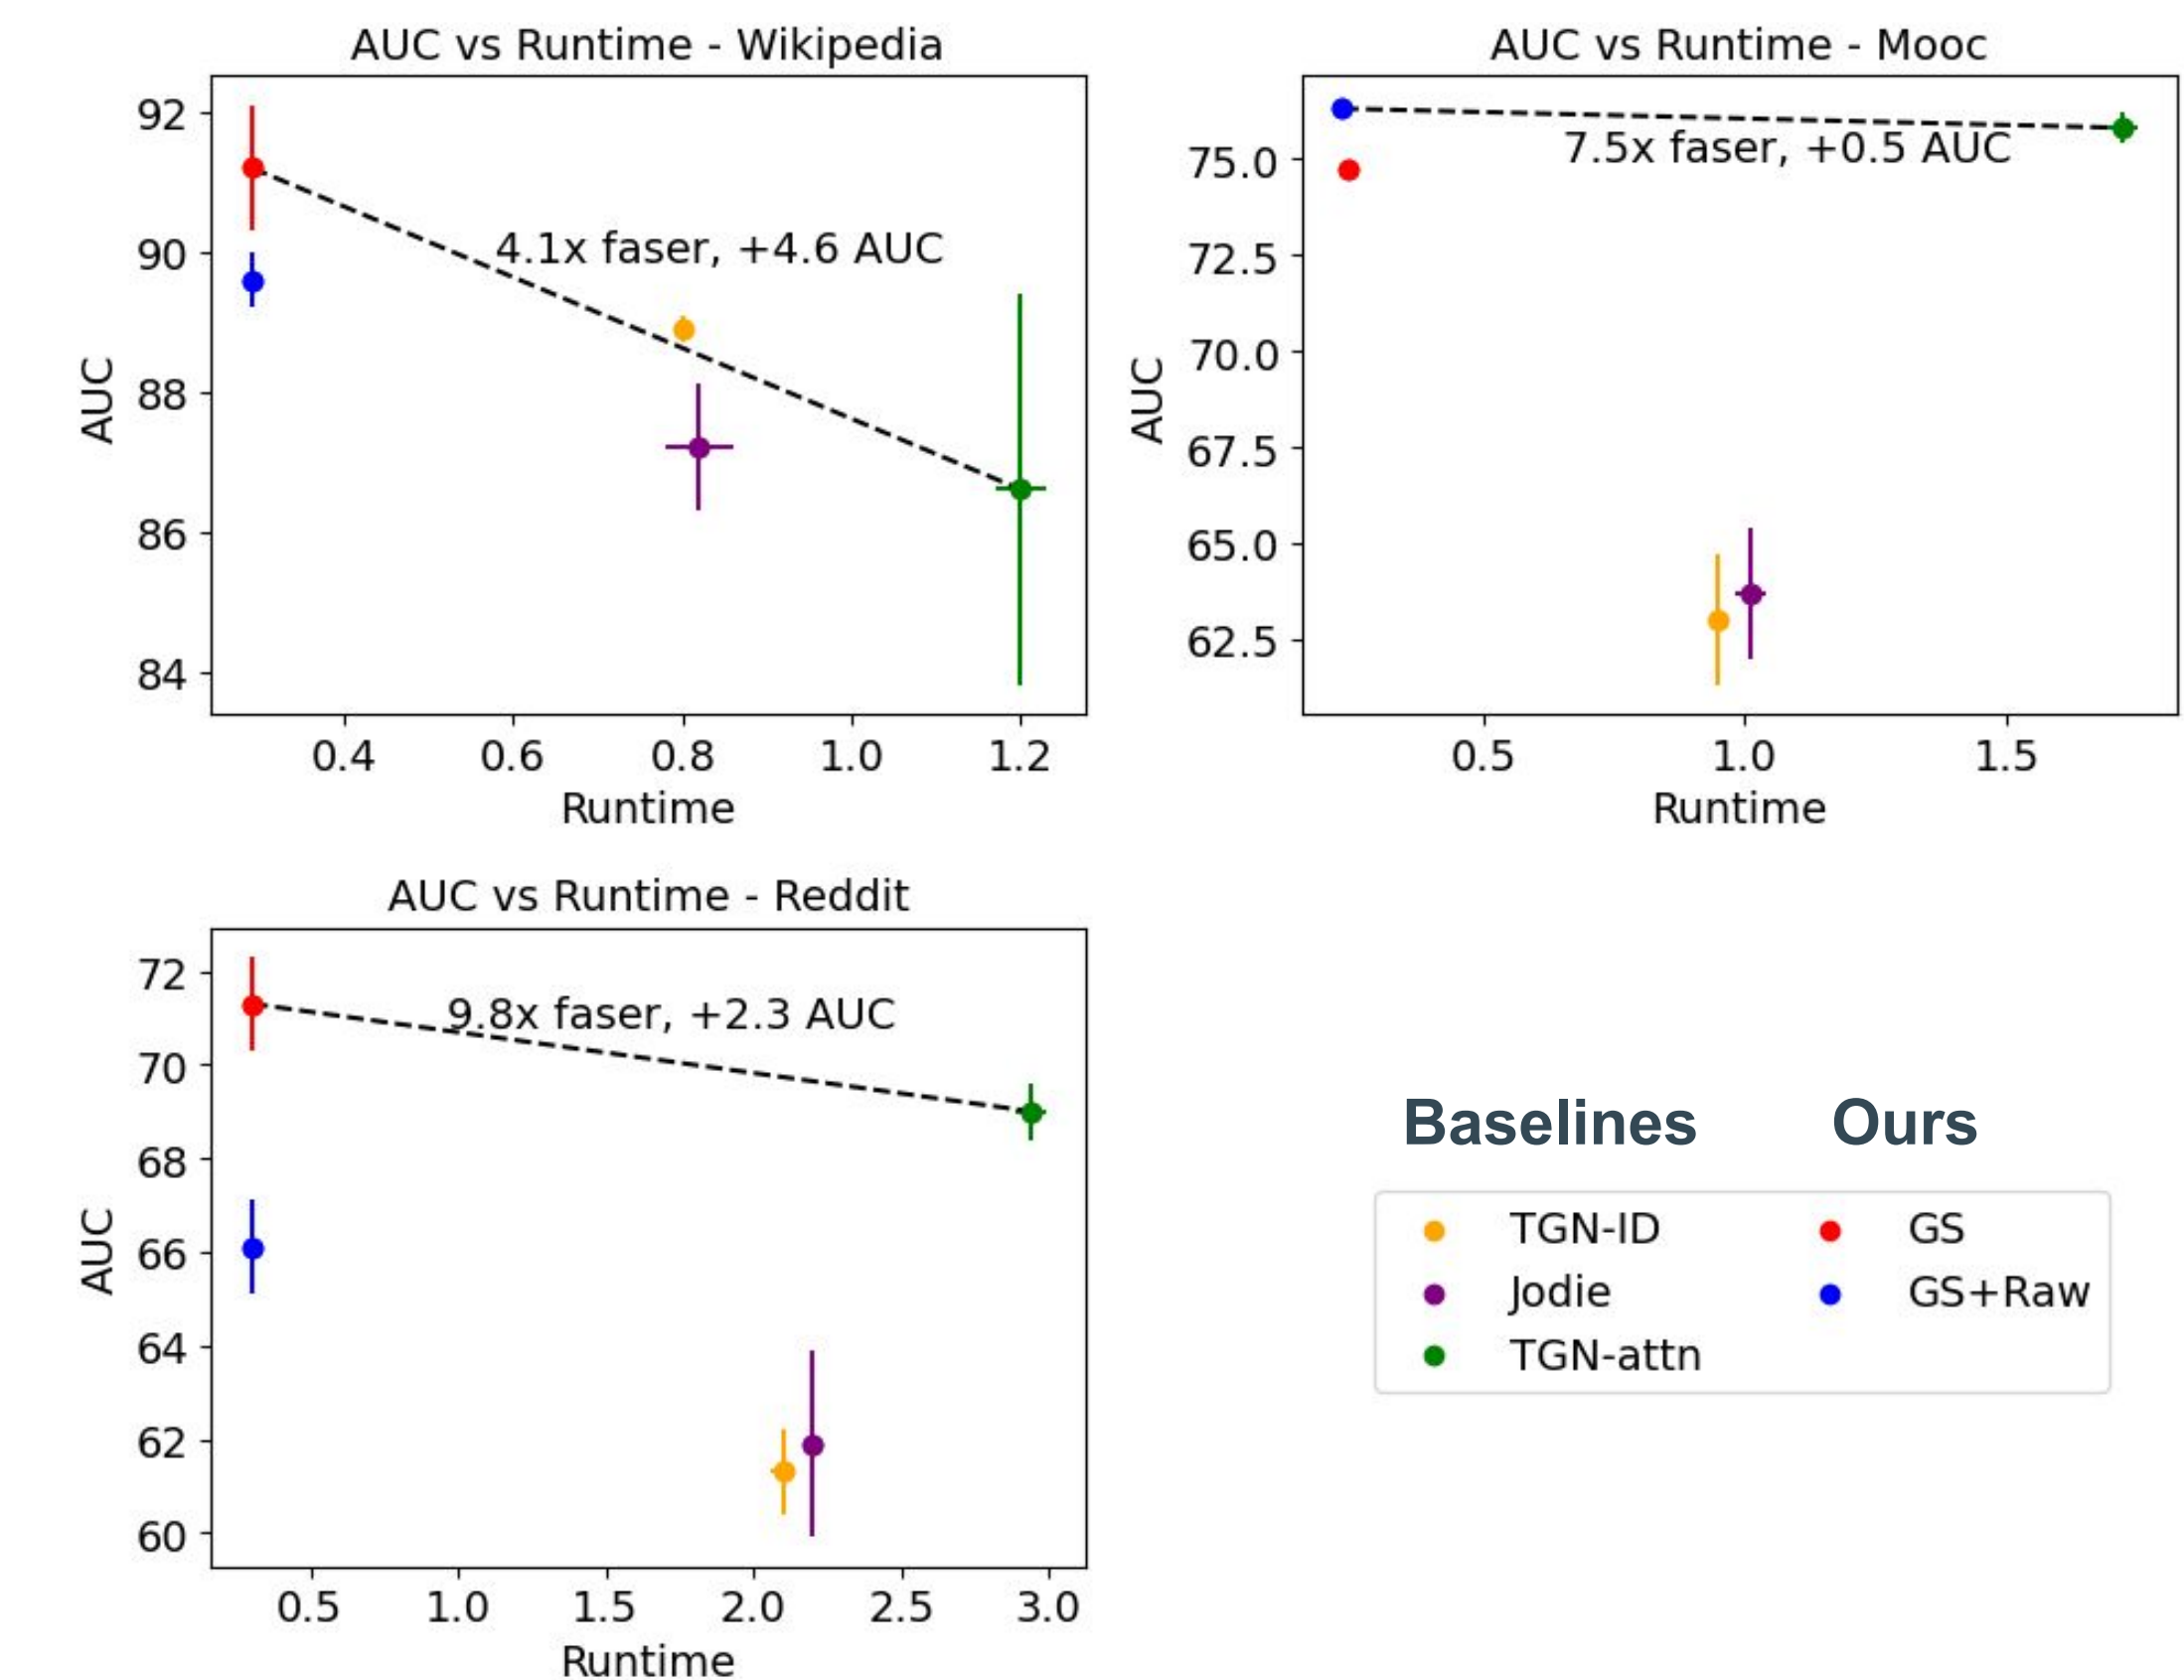 AUC vs Runtime - Wikipedia
92
90
88
86
84
AUC
4.1x faser, +4.6 AUC
0.4 0.6 0.8 1.0 1.2
Runtime
AUC vs Runtime - Mooc
75.0
72.5
70.0
67.5
65.0
62.5
AUC
7.5x faser, +0.5 AUC
0.5 1.0 1.5
Runtime
AUC vs Runtime - Reddit
72
70
68
66
64
62
60
AUC
9.8x faser, +2.3 AUC
0.5 1.0 1.5 2.0 2.5 3.0
Runtime
Baselines Ours
TGN-ID GS
Jodie GS+Raw
TGN-attn